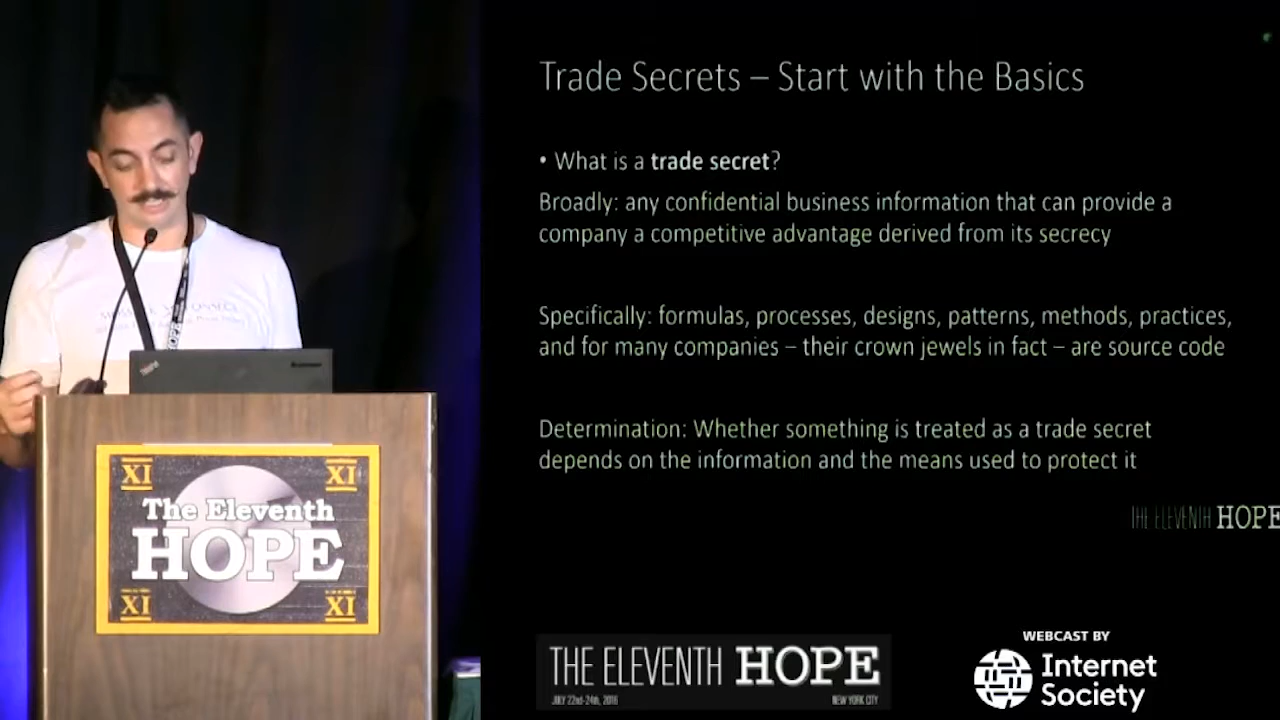 Trade Secrets – Start with the Basics
• What is a trade secret?
Broadly: any confidential business information that can provide a
company a competitive advantage derived from its secrecy
Specifically: formulas, processes, designs, patterns, methods, practices,
and for many companies – their crown jewels in fact – are source code
Determination: Whether something is treated as a trade secret
depends on the information and the means used to protect it
THE ELEVENTH HOPE
XI XI
The Eleventh
HOPE
XI XI
THE ELEVENTH HOPE
JULY 22nd-24th, 2016 NEW YORK CITY
WEBCAST BY
Internet
Society
HOPE
ThinkPad